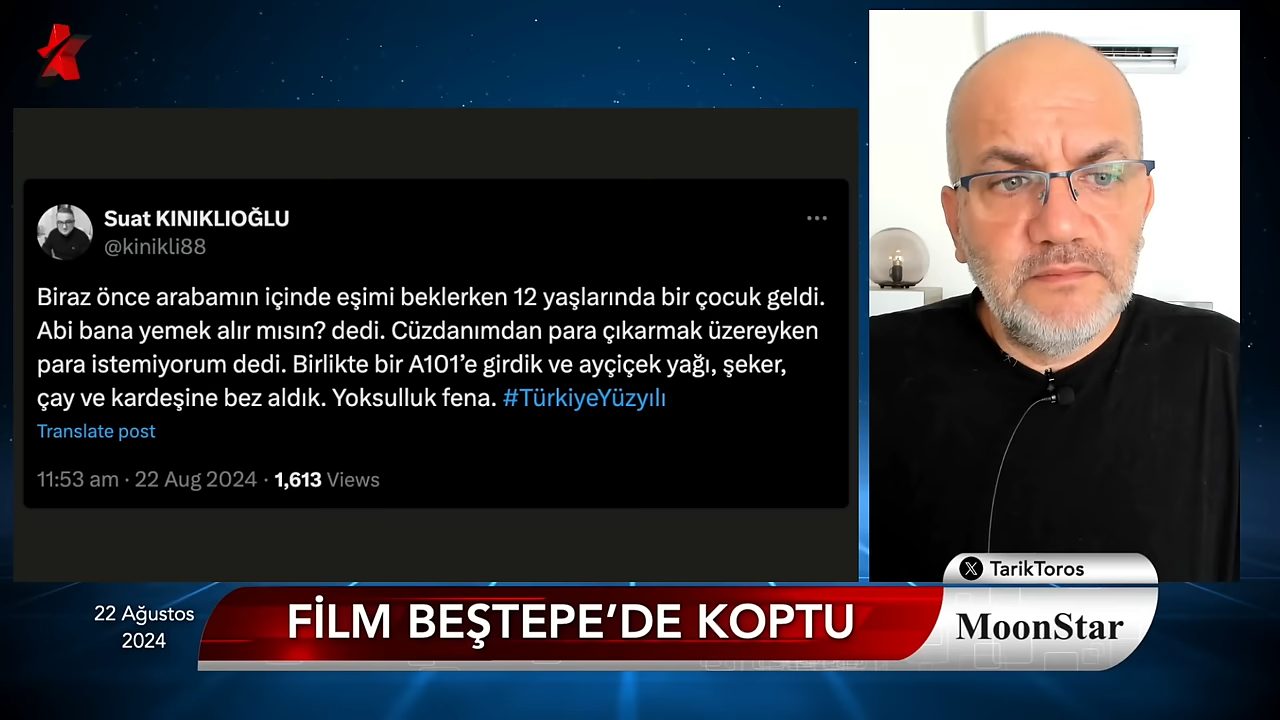 Suat KINIKLIOĞLU
@kinikli88
Biraz önce arabamın içinde eşimi beklerken 12 yaşlarında bir çocuk geldi.
Abi bana yemek alır mısın? dedi. Cüzdanımdan para çıkarmak üzereyken
para istemiyorum dedi. Birlikte bir A101’e girdik ve ayçiçek yağı, şeker,
çay ve kardeşine bez aldık. Yoksulluk fena. #TürkiyeYüzyılı
Translate post
11:53 am · 22 Aug 2024 · 1,613 Views
TarikToros
22 Ağustos
2024
FİLM BEŞTEPE’DE KOPTU
MoonStar